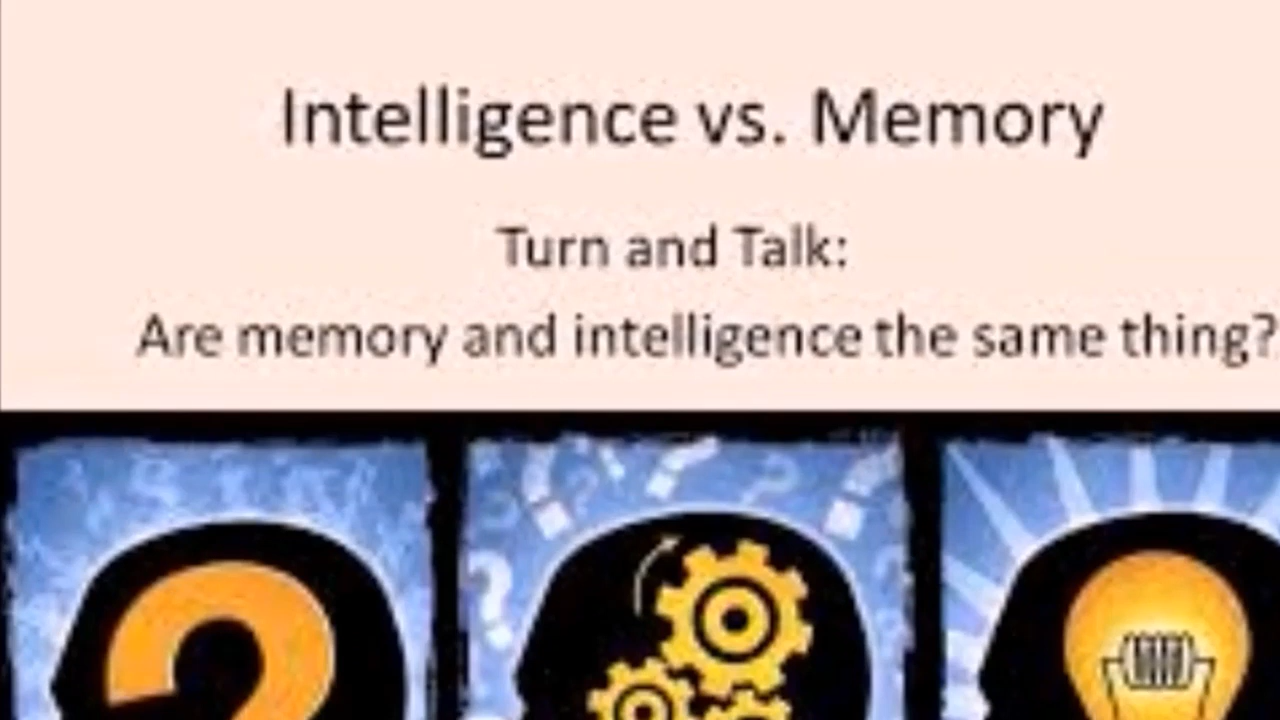 Intelligence vs. Memory
Turn and Talk:
Are memory and intelligence the same thing?